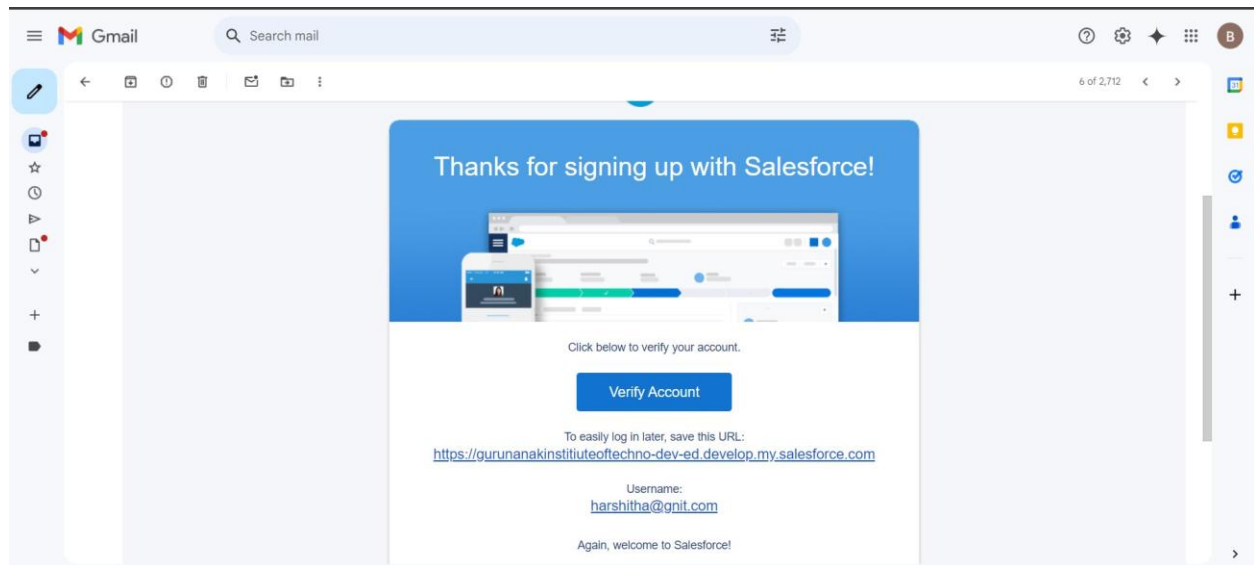 Gmail
Search mail
B
6 of 2,712
31
Thanks for signing up with Salesforce!
Click below to verify your account.
Verify Account
To easily log in later, save this URL:
https://gurunanakinstitiuteoftechno-dev-ed.develop.my.salesforce.com
Username:
harshitha@gnit.com
Again, welcome to Salesforce!